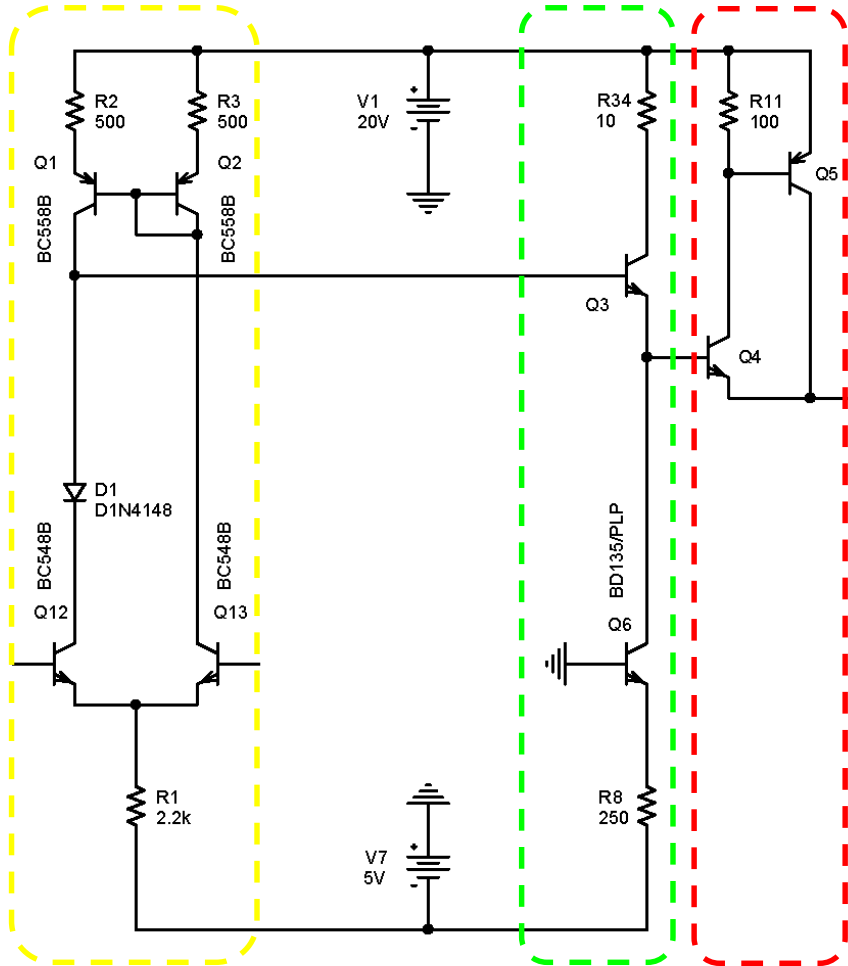 R2
500
R3
500
V1
20V
R34
10
R11
100
Q1
Q2
Q5
BC558B
BC558B
Q3
Q4
D1
D1N4148
BC548B
BC548B
BD135/PLP
Q12
Q13
Q6
R1
2.2k
R8
250
V7
5V